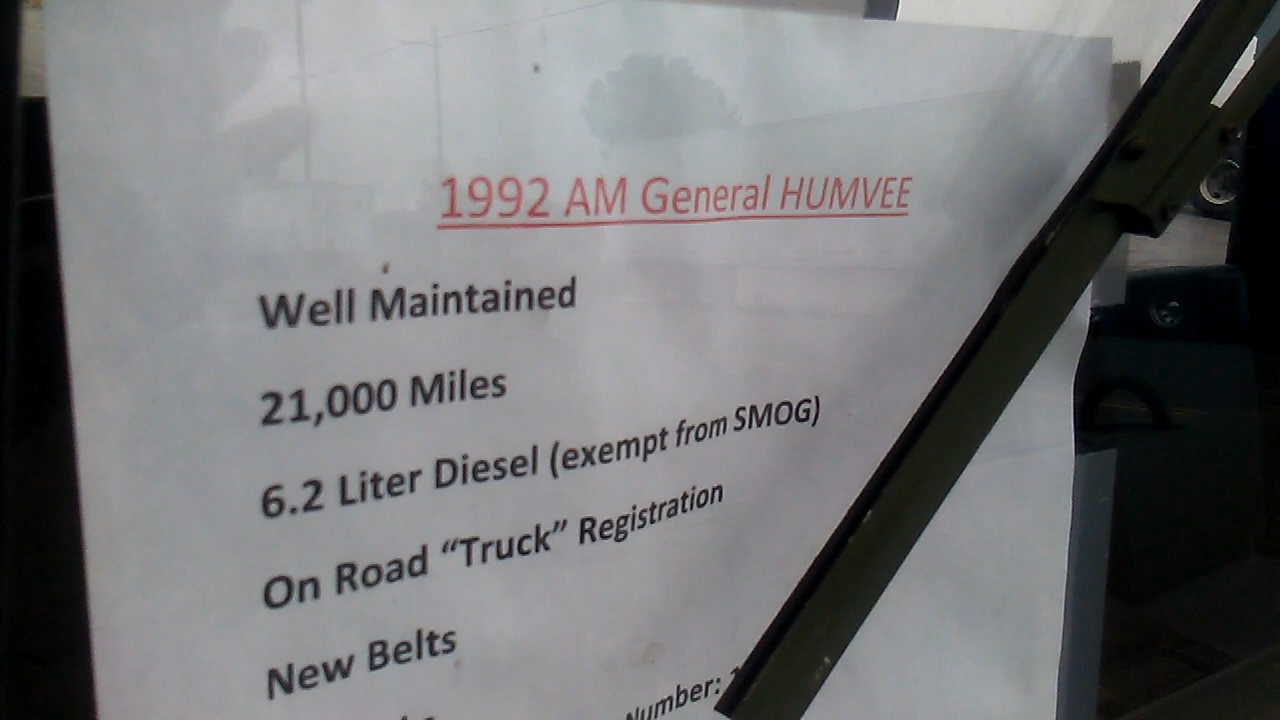 1992 AM General HUMVEE
Well Maintained
21,000 Miles
6.2 Liter Diesel (exempt from SMOG)
On Road “Truck” Registration
New Belts
Number: